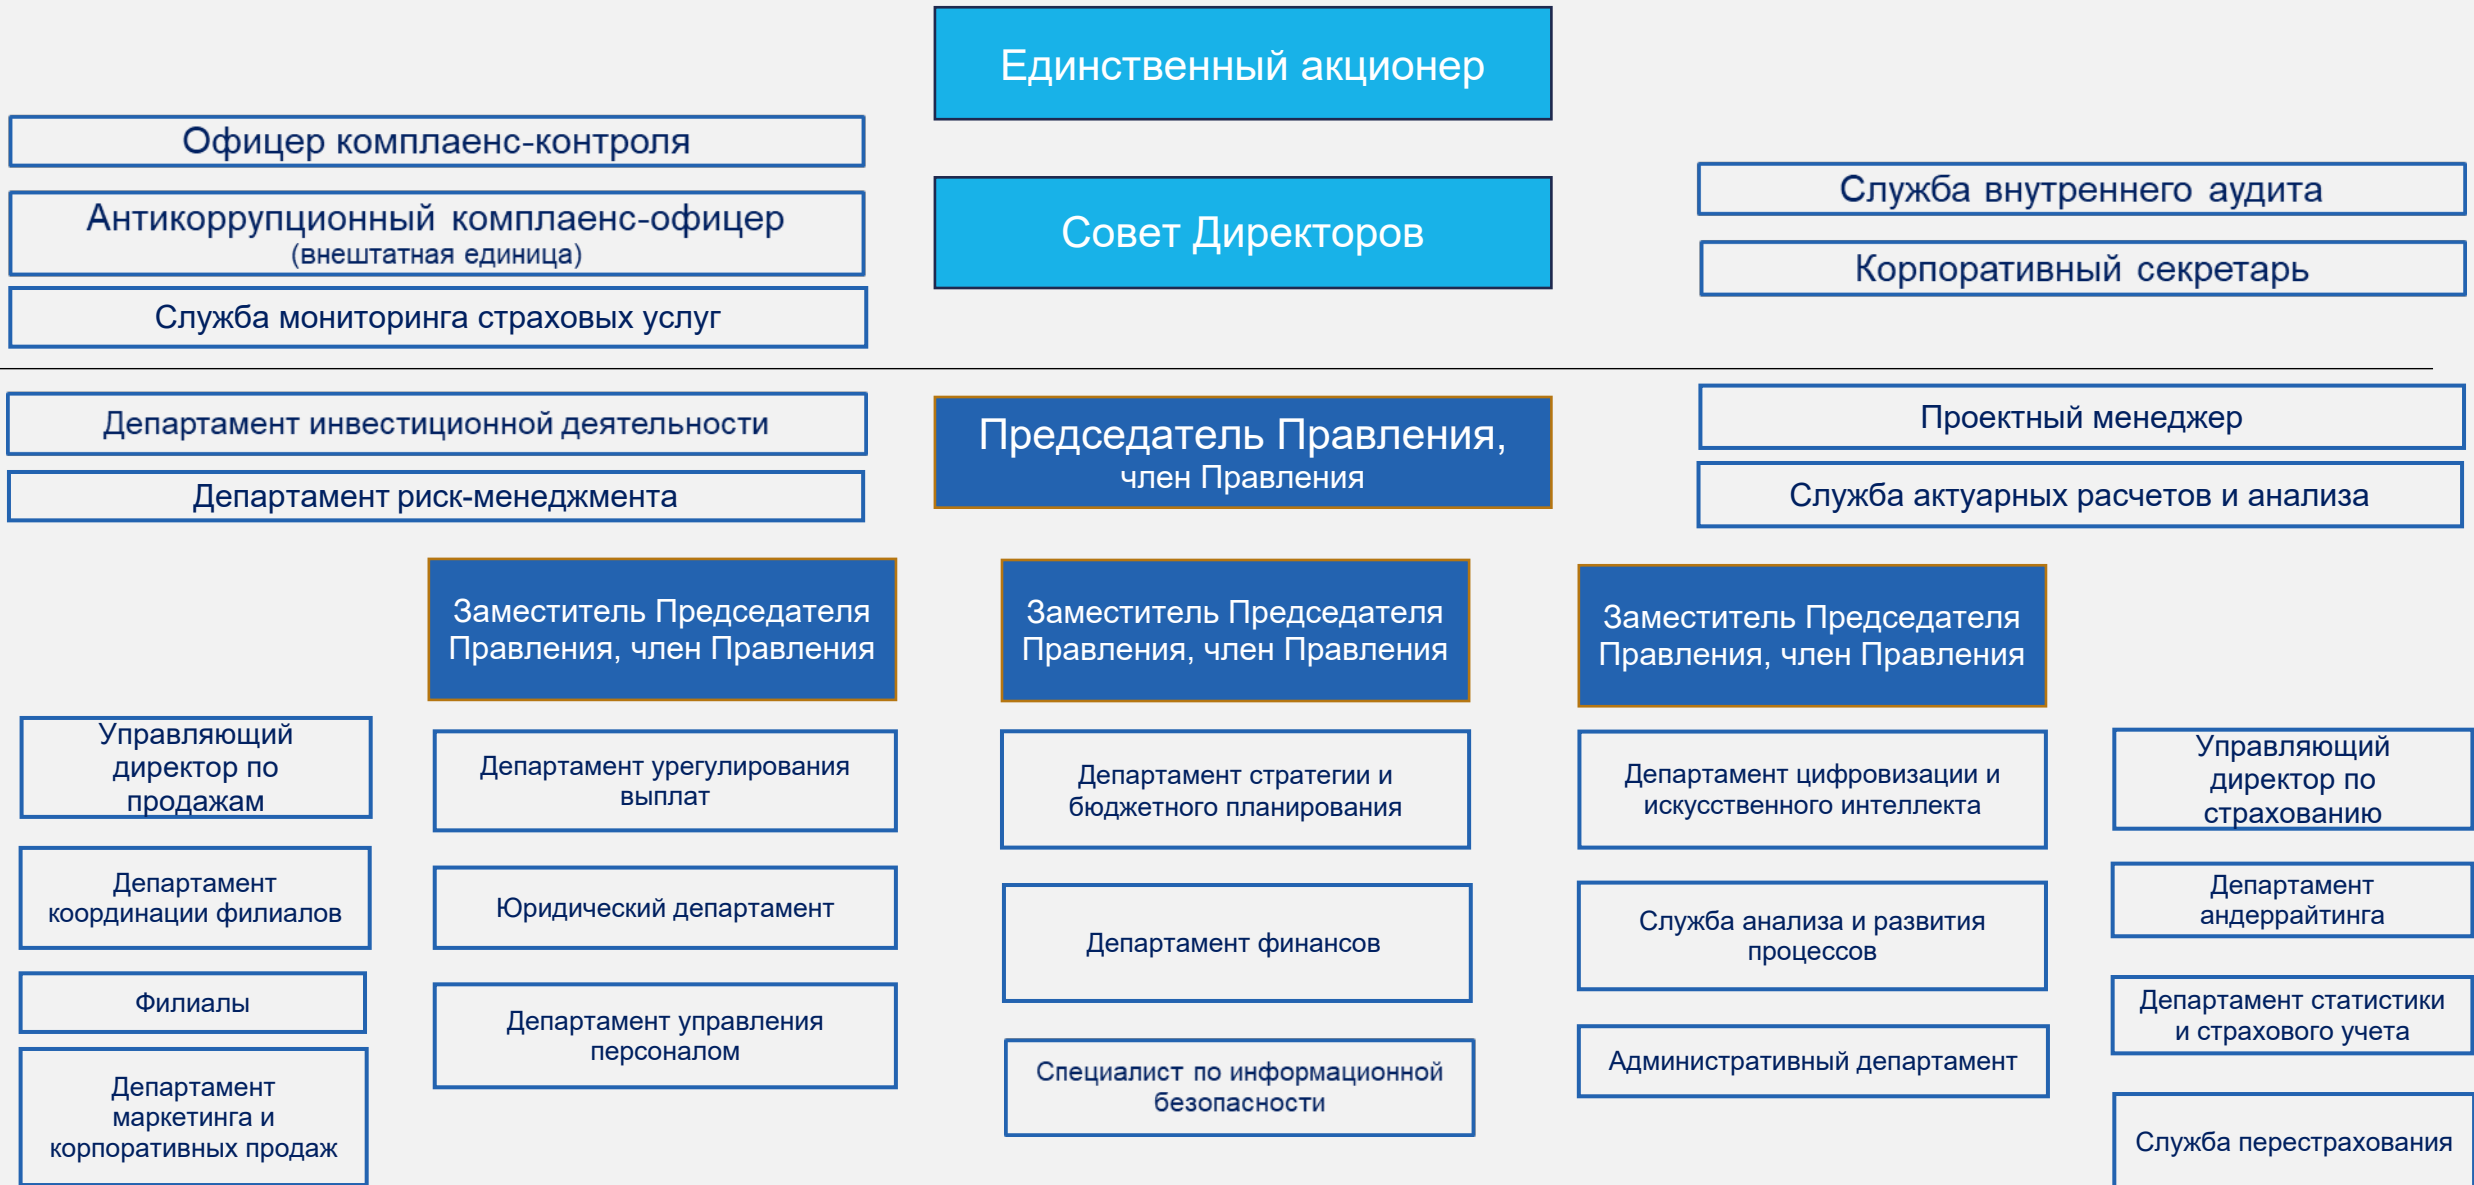 Единственный акционер
Офицер комплаенс-контроля
Антикоррупционный комплаенс-офицер
(внештатная единица)
Служба мониторинга страховых услуг
Совет Директоров
Служба внутреннего аудита
Корпоративный секретарь
Департамент инвестиционной деятельности
Департамент риск-менеджмента
Председатель Правления,
член Правления
Проектный менеджер
Служба актуарных расчетов и анализа
Заместитель Председателя
Правления, член Правления
Заместитель Председателя
Правления, член Правления
Заместитель Председателя
Правления, член Правления
Управляющий
директор по
продажам
Департамент
координации филиалов
Филиалы
Департамент
маркетинга и
корпоративных продаж
Департамент урегулирования
выплат
Юридический департамент
Департамент управления
персоналом
Департамент стратегии и
бюджетного планирования
Департамент финансов
Специалист по информационной
безопасности
Департамент цифровизации и
искусственного интеллекта
Служба анализа и развития
процессов
Административный департамент
Управляющий
директор по
страхованию
Департамент
андеррайтинга
Департамент статистики
и страхового учета
Служба перестрахования